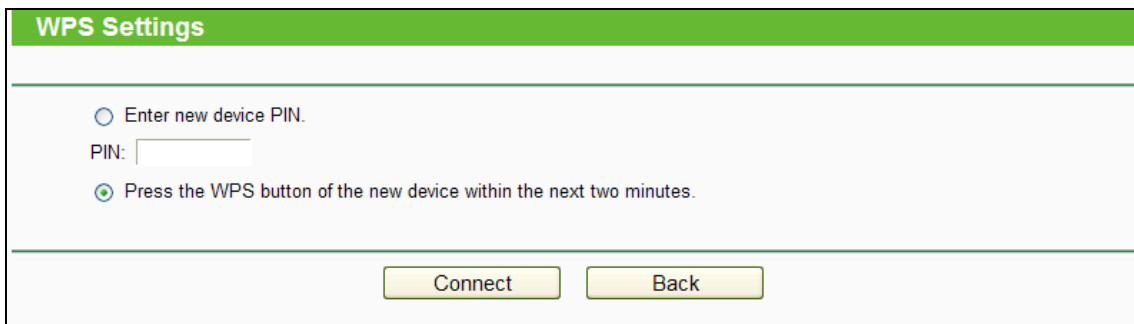 WPS Settings
Enter new device PIN.
PIN:
Press the WPS button of the new device within the next two minutes.
Connect Back